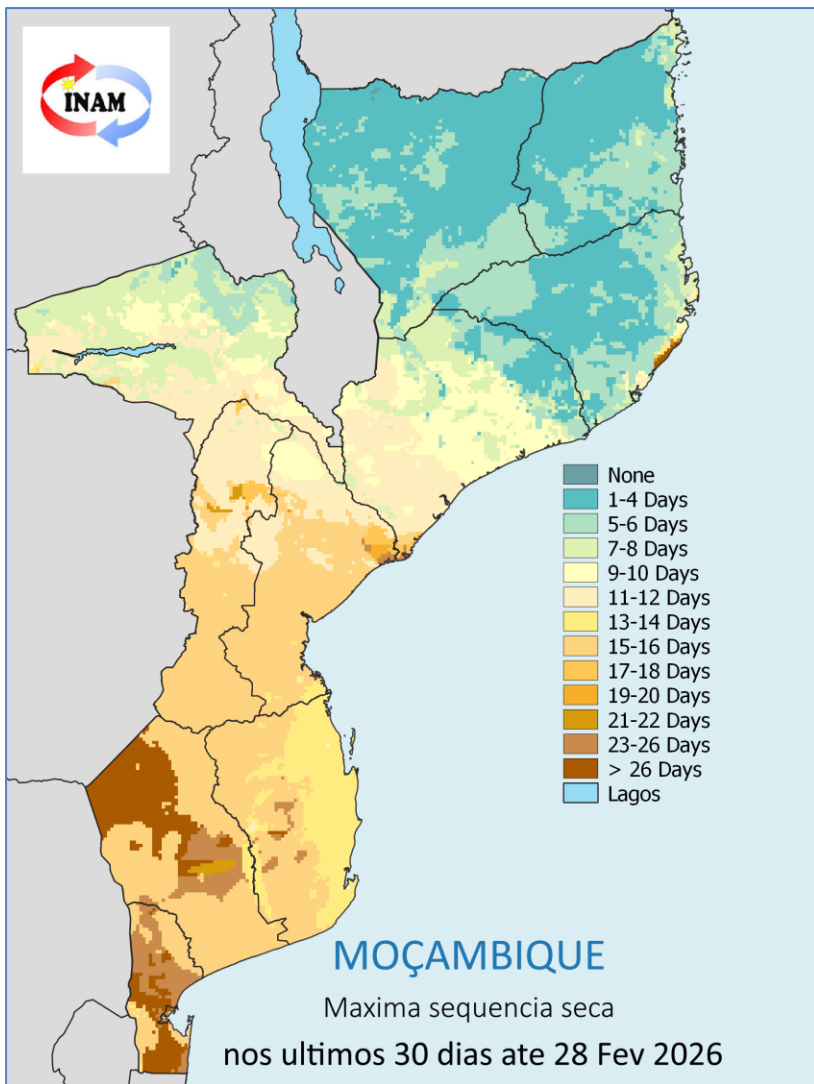 INAM
None
1-4 Days
5-6 Days
7-8 Days
9-10 Days
11-12 Days
13-14 Days
15-16 Days
17-18 Days
19-20 Days
21-22 Days
23-26 Days
> 26 Days
Lagos
MOÇAMBIQUE
Maxima sequencia seca
nos ultimos 30 dias ate 28 Fev 2026